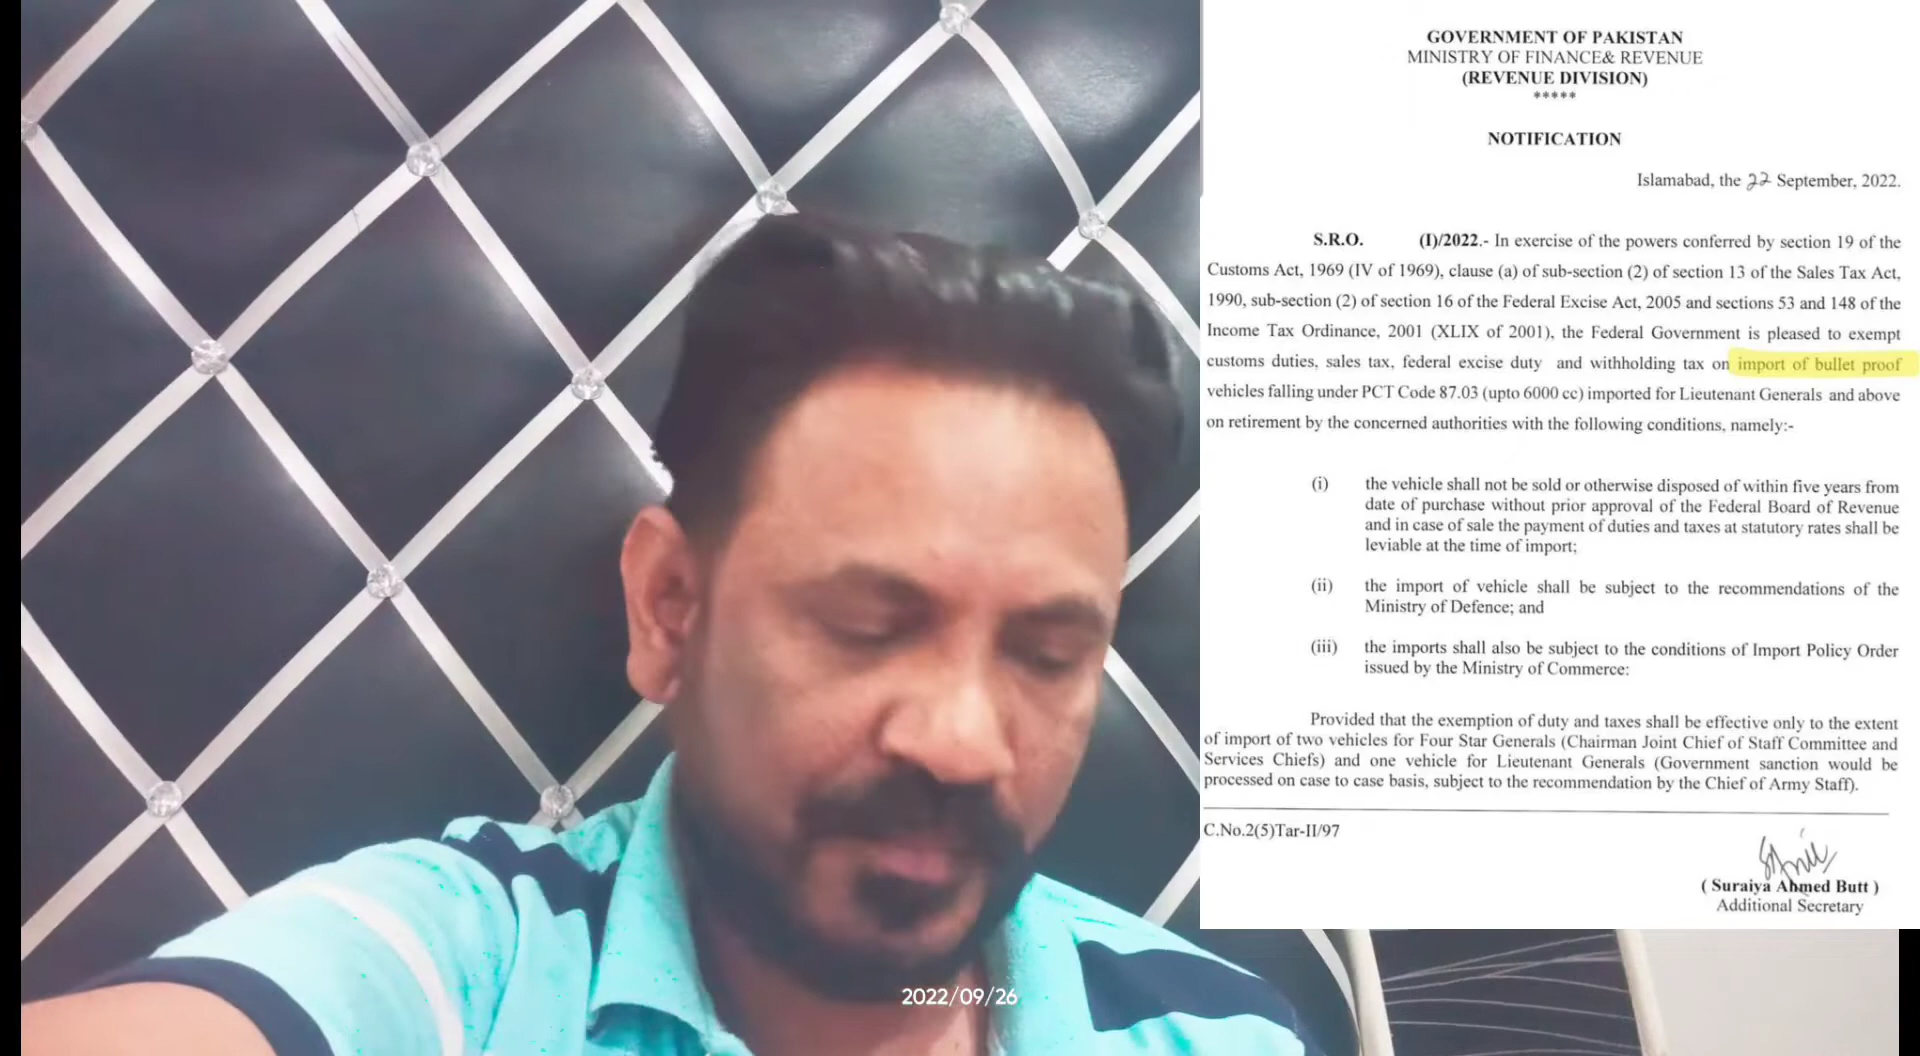 GOVERNMENT OF PAKISTAN
MINISTRY OF FINANCE& REVENUE
(REVENUE DIVISION)
*****
NOTIFICATION
Islamabad, the 22 September, 2022.
S.R.O. (I)/2022.- In exercise of the powers conferred by section 19 of the
Customs Act, 1969 (IV of 1969), clause (a) of sub-section (2) of section 13 of the Sales Tax Act,
1990, sub-section (2) of section 16 of the Federal Excise Act, 2005 and sections 53 and 148 of the
Income Tax Ordinance, 2001 (XLIX of 2001), the Federal Government is pleased to exempt
customs duties, sales tax, federal excise duty and withholding tax on import of bullet proof
vehicles falling under PCT Code 87.03 (upto 6000 cc) imported for Lieutenant Generals and above
on retirement by the concerned authorities with the following conditions, namely:-
(i) the vehicle shall not be sold or otherwise disposed of within five years from
date of purchase without prior approval of the Federal Board of Revenue
and in case of sale the payment of duties and taxes at statutory rates shall be
leviable at the time of import;
(ii) the import of vehicle shall be subject to the recommendations of the
Ministry of Defence; and
(iii) the imports shall also be subject to the conditions of Import Policy Order
issued by the Ministry of Commerce:
Provided that the exemption of duty and taxes shall be effective only to the extent
of import of two vehicles for Four Star Generals (Chairman Joint Chief of Staff Committee and
Services Chiefs) and one vehicle for Lieutenant Generals (Government sanction would be
processed on case to case basis, subject to the recommendation by the Chief of Army Staff).
C.No.2(5)Tar-II/97
( Suraiya Ahmed Butt )
Additional Secretary
2022/09/26